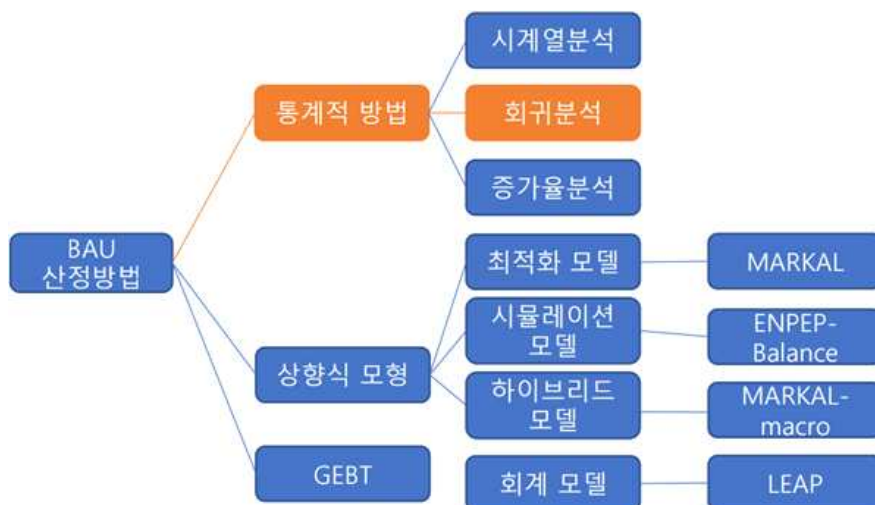 시계열분석
통계적 방법
회귀분석
증가율분석
BAU
산정방법
최적화 모델
MARKAL
시뮬레이션
모델
ENPEP-
Balance
상향식 모형
하이브리드
모델
MARKAL-
macro
GEBT
회계 모델
LEAP